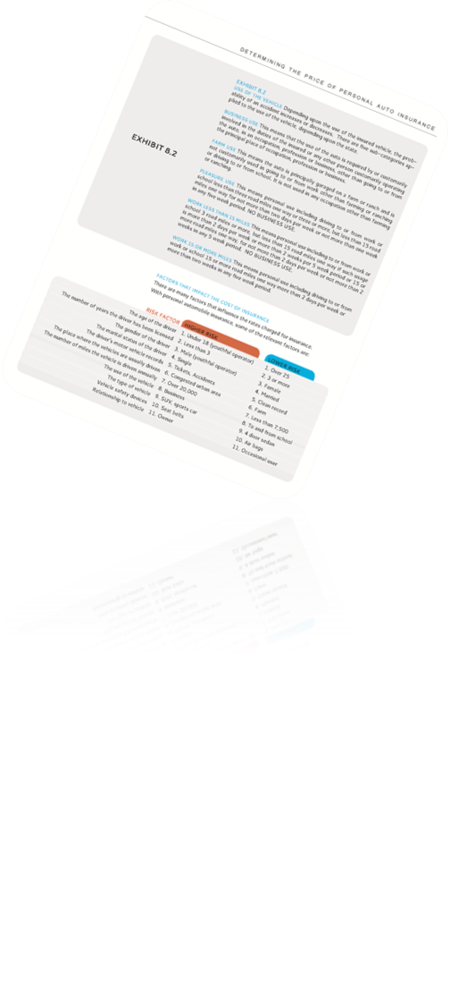 DETERMINING THE PRICE OF PERSONAL AUTO INSURANCE
EXHIBIT 8.2
EXHIBIT 8.2
USE OF THE VEHICLE Depending upon the use of the insured vehicle, the prob-
ability of an accident increases or decreases. There are five sub-categories ap-
plied to the use of the vehicle, depending upon the state.
BUSINESS USE This means that the use of the auto is required by or customarily
involved in the duties of the insured or any other person customarily operating
the auto, in an occupation, profession or business, other than going to or from
the principal place of occupation, profession or business.
FARM USE This means the auto is principally garaged on a farm or ranch and is
not customarily used in going to or from work other than farming or ranching
or driving to or from school. It is not used in any occupation other than farming
or ranching.
PLEASURE USE This means personal use including driving to or from work or
school less than three road miles one way or three or more, but less than 15 road
miles one way for not more than two days per week or not more than one week
in any five week period. NO BUSINESS USE.
WORK LESS THAN 15 MILES This means personal use including to or from work or
school 3 road miles or more, but less than 15 road miles one way if such usage
is more than 2 days per week or more than 2 weeks per 5 week period or 15 or
more road miles one way, for not more than 2 days per week or not more than 2
weeks in any 5 week period. NO BUSINESS USE.
WORK 15 OR MORE MILES This means personal use including driving to or from
work or school 15 or more road miles one way more than 2 days per week or
more than two weeks in any five week period.
FACTORS THAT IMPACT THE COST OF INSURANCE
There are many factors that influence the rates charged for insurance.
With personal automobile insurance, some of the relevant factors are:
RISK FACTOR HIGHER RISK LOWER RISK
The age of the driver 1. Under 18 (youthful operator) 1. Over 25
The number of years the driver has been licensed 2. Less than 3 2. 3 or more
The gender of the driver 3. Male (youthful operator) 3. Female
The marital status of the driver 4. Single 4. Married
The driver's motor vehicle records 5. Tickets, Accidents 5. Clean record
The place where the vehicles are usually driven 6. Congested urban area 6. Farm
The number of miles the vehicle is driven annually 7. Over 20,000 7. Less than 7,500
The use of the vehicle 8. Business 8. To and from school
The type of vehicle 9. SUV, sports car 9. 4 door sedan
Vehicle safety devices 10. Seat belts 10. Air bags
Relationship to vehicle 11. Owner 11. Occasional user